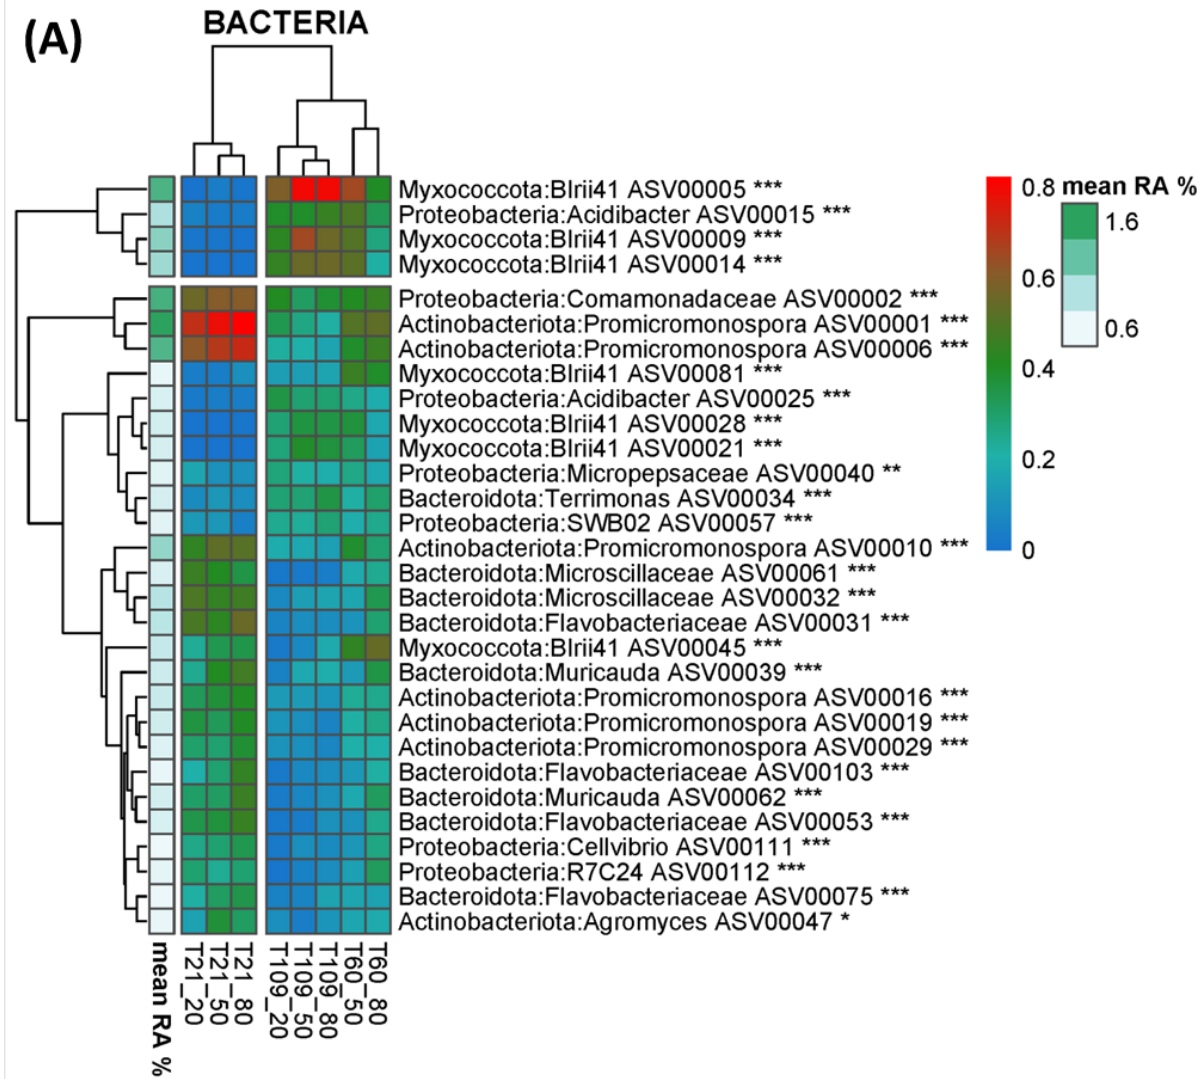 (A)
BACTERIA
Myxococcota:Blrii41 ASV00005 ***
Proteobacteria:Acidibacter ASV00015 ***
Myxococcota:Blrii41 ASV00009 ***
Myxococcota:Blrii41 ASV00014 ***
Proteobacteria:Comamonadaceae ASV00002 ***
Actinobacteriota:Promicromonospora ASV00001 ***
Actinobacteriota:Promicromonospora ASV00006 ***
Myxococcota:Blrii41 ASV00081 ***
Proteobacteria:Acidibacter ASV00025 ***
Myxococcota:Blrii41 ASV00028 ***
Myxococcota:Blrii41 ASV00021 ***
Proteobacteria:Micropepsaceae ASV00040 **
Bacteroidota:Terrimonas ASV00034 ***
Proteobacteria:SWB02 ASV00057 ***
Actinobacteriota:Promicromonospora ASV00010 ***
Bacteroidota:Microscillaceae ASV00061 ***
Bacteroidota:Microscillaceae ASV00032 ***
Bacteroidota:Flavobacteriaceae ASV00031 ***
Myxococcota:Blrii41 ASV00045 ***
Bacteroidota:Muricauda ASV00039 ***
Actinobacteriota:Promicromonospora ASV00016 ***
Actinobacteriota:Promicromonospora ASV00019 ***
Actinobacteriota:Promicromonospora ASV00029 ***
Bacteroidota:Flavobacteriaceae ASV00103 ***
Bacteroidota:Muricauda ASV00062 ***
Bacteroidota:Flavobacteriaceae ASV00053 ***
Proteobacteria:Cellvibrio ASV00111 ***
Proteobacteria:R7C24 ASV00112 ***
Bacteroidota:Flavobacteriaceae ASV00075 ***
Actinobacteriota:Agromyces ASV00047 *
mean RA %
T21_20
T21_50
T21_80
T109_20
T109_50
T109_80
T60_50
T60_80
0.8
0.6
0.4
0.2
0
mean RA %
1.6
0.6